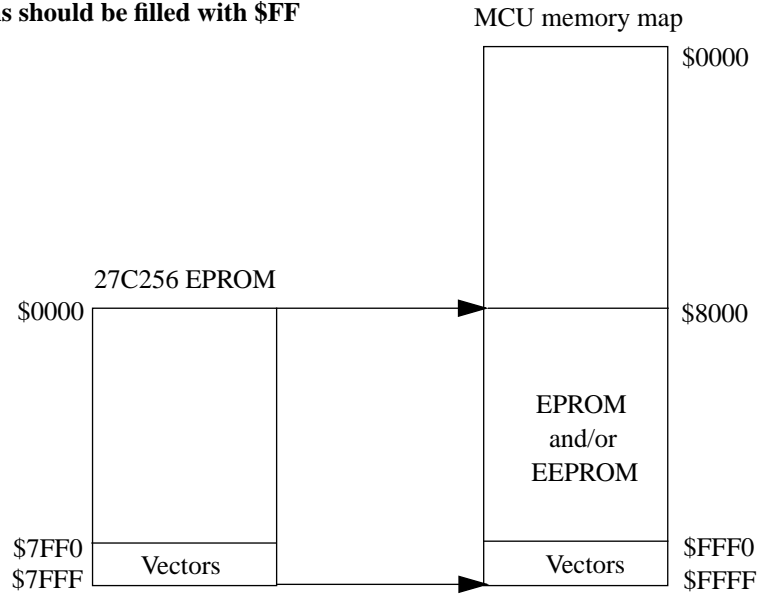 s should be filled with $FF
MCU memory map
$0000
27C256 EPROM
$0000
$8000
EPROM
and/or
EEPROM
$7FF0
Vectors
$7FFF
$FFF0
Vectors
$FFFF